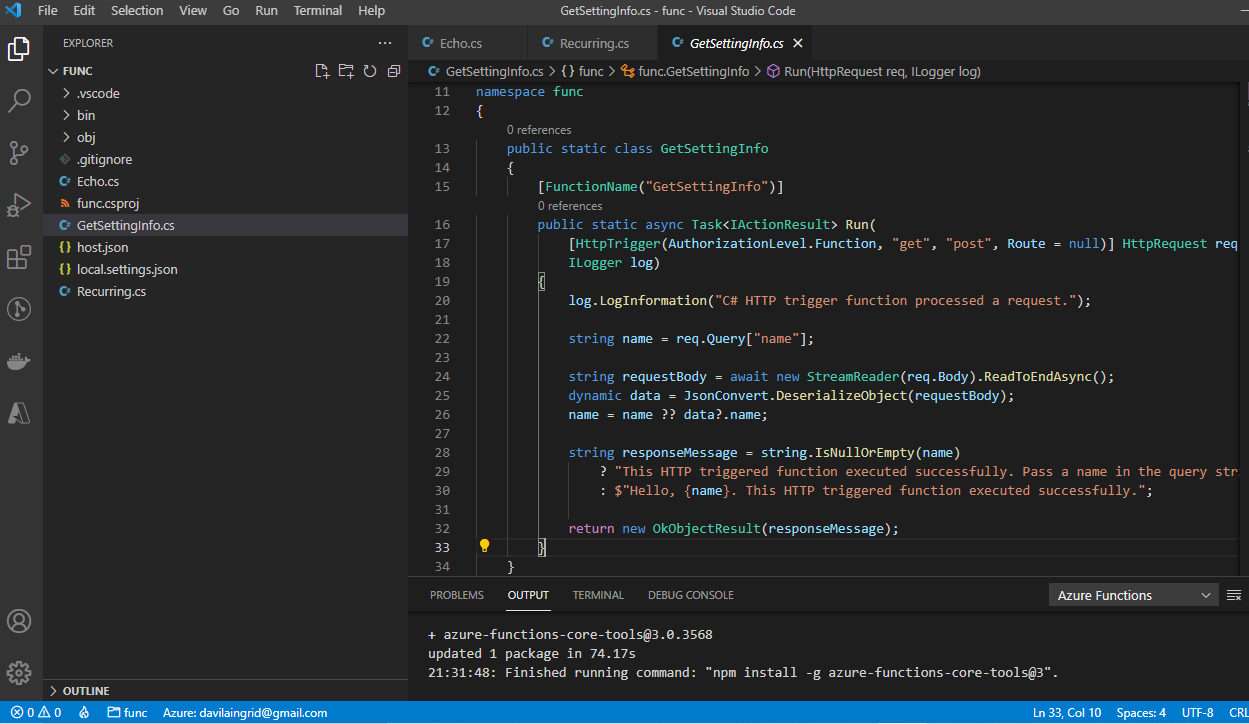 File Edit Selection View Go Run Terminal Help GetSettingInfo.cs - func - Visual Studio Code
EXPLORER
FUNC
.vscode
bin
obj
.gitignore
Echo.cs
func.csproj
GetSettingInfo.cs
host.json
local.settings.json
Recurring.cs
OUTLINE
Echo.cs Recurring.cs GetSettingInfo.cs
GetSettingInfo.cs > {} func > func.GetSettingInfo > Run(HttpRequest req, ILogger log)
11 namespace func
12 {
0 references
13 public static class GetSettingInfo
14 {
15 [FunctionName("GetSettingInfo")]
0 references
16 public static async Task<IActionResult> Run(
17 [HttpTrigger(AuthorizationLevel.Function, "get", "post", Route = null)] HttpRequest req
18 ILogger log)
19 {
20 log.LogInformation("C# HTTP trigger function processed a request.");
21
22 string name = req.Query["name"];
23
24 string requestBody = await new StreamReader(req.Body).ReadToEndAsync();
25 dynamic data = JsonConvert.DeserializeObject(requestBody);
26 name = name ?? data?.name;
27
28 string responseMessage = string.IsNullOrEmpty(name)
29 ? "This HTTP triggered function executed successfully. Pass a name in the query stri
30 : $"Hello, {name}. This HTTP triggered function executed successfully.";
31
32 return new OkObjectResult(responseMessage);
33 }
34 }
PROBLEMS OUTPUT TERMINAL DEBUG CONSOLE Azure Functions
+ azure-functions-core-tools@3.0.3568
updated 1 package in 74.17s
21:31:48: Finished running command: "npm install -g azure-functions-core-tools@3".
0 0 func Azure: davilaingrid@gmail.com Ln 33, Col 10 Spaces: 4 UTF-8 CRL